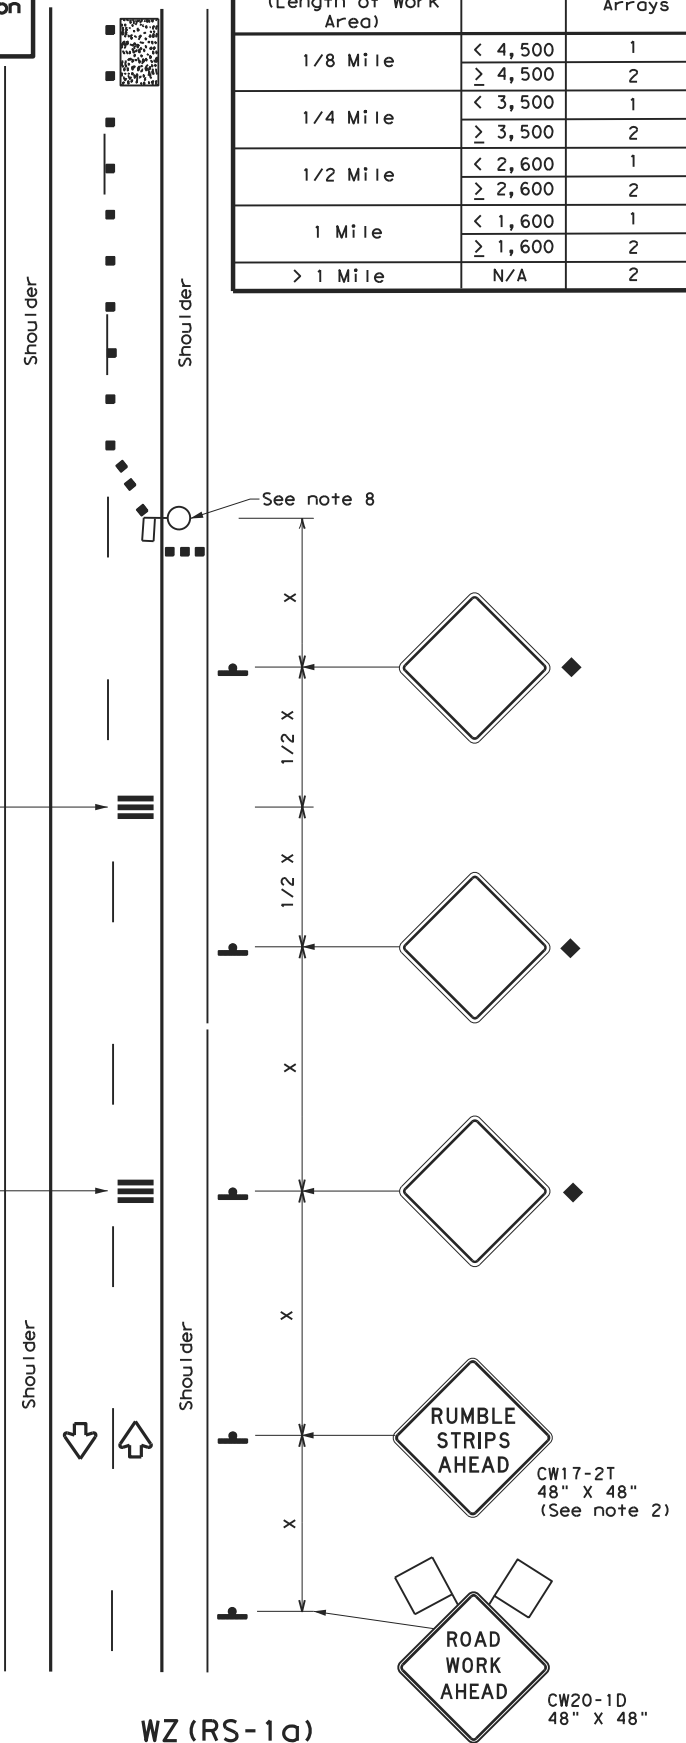 on
(Length of Work
Area)
Arrays
1/8 Mile
< 4,500
1
≥ 4,500
2
1/4 Mile
< 3,500
1
≥ 3,500
2
1/2 Mile
< 2,600
1
≥ 2,600
2
1 Mile
< 1,600
1
≥ 1,600
2
> 1 Mile
N/A
2
Shoulder
Shoulder
See note 8
X
1/2 X
1/2 X
X
X
Shoulder
Shoulder
RUMBLE
STRIPS
AHEAD
CW17-2T
48" X 48"
(See note 2)
X
ROAD
WORK
AHEAD
CW20-1D
48" X 48"
WZ(RS-1a)